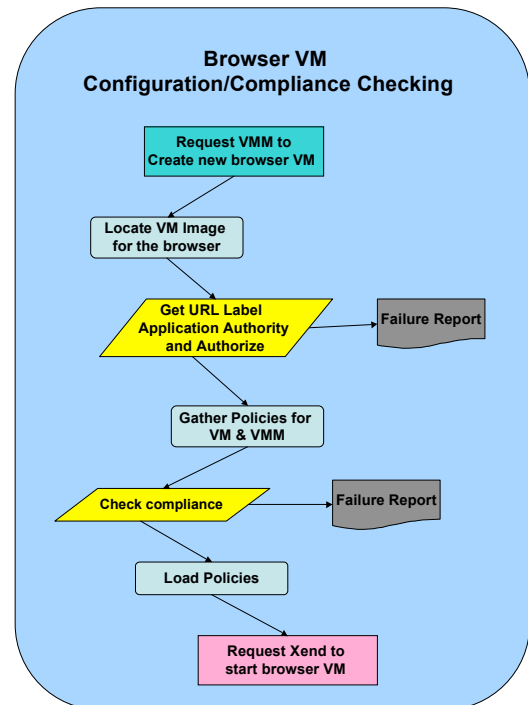 Browser VM
Configuration/Compliance Checking
Request VMM to
Create new browser VM
Locate VM Image
for the browser
Get URL Label
Application Authority
and Authorize
Failure Report
Gather Policies for
VM & VMM
Check compliance
Failure Report
Load Policies
Request Xend to
start browser VM